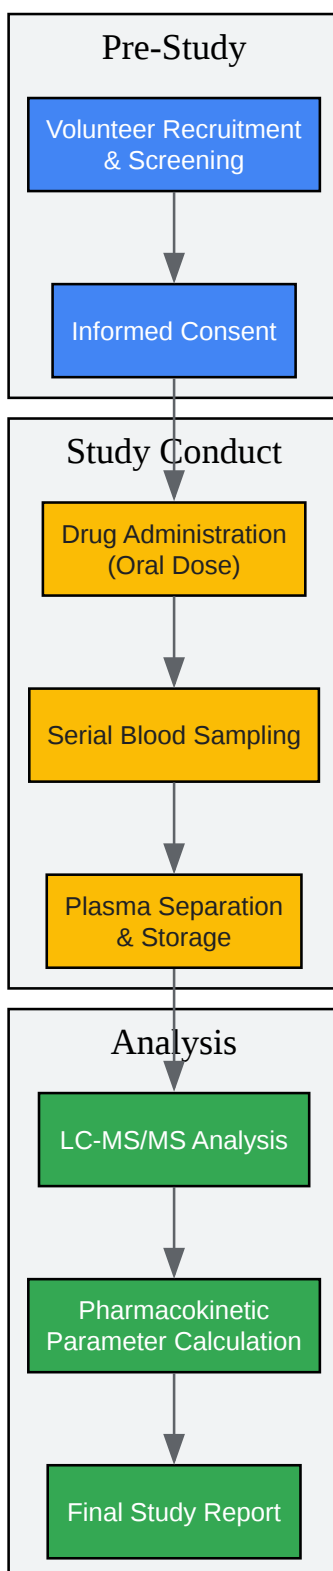 Pre-Study
Volunteer Recruitment
& Screening
Informed Consent
Study Conduct
Drug Administration
(Oral Dose)
Serial Blood Sampling
Plasma Separation
& Storage
Analysis
LC-MS/MS Analysis
Pharmacokinetic
Parameter Calculation
Final Study Report